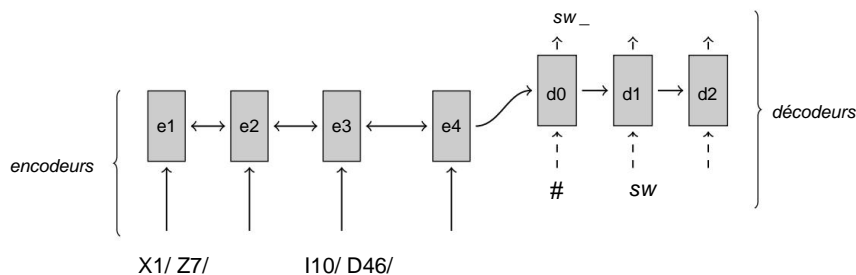 sw_
e1 e2 e3 e4 d0 d1 d2
encodeurs
décodeurs
# sw
X1/ Z7/ I10/ D46/